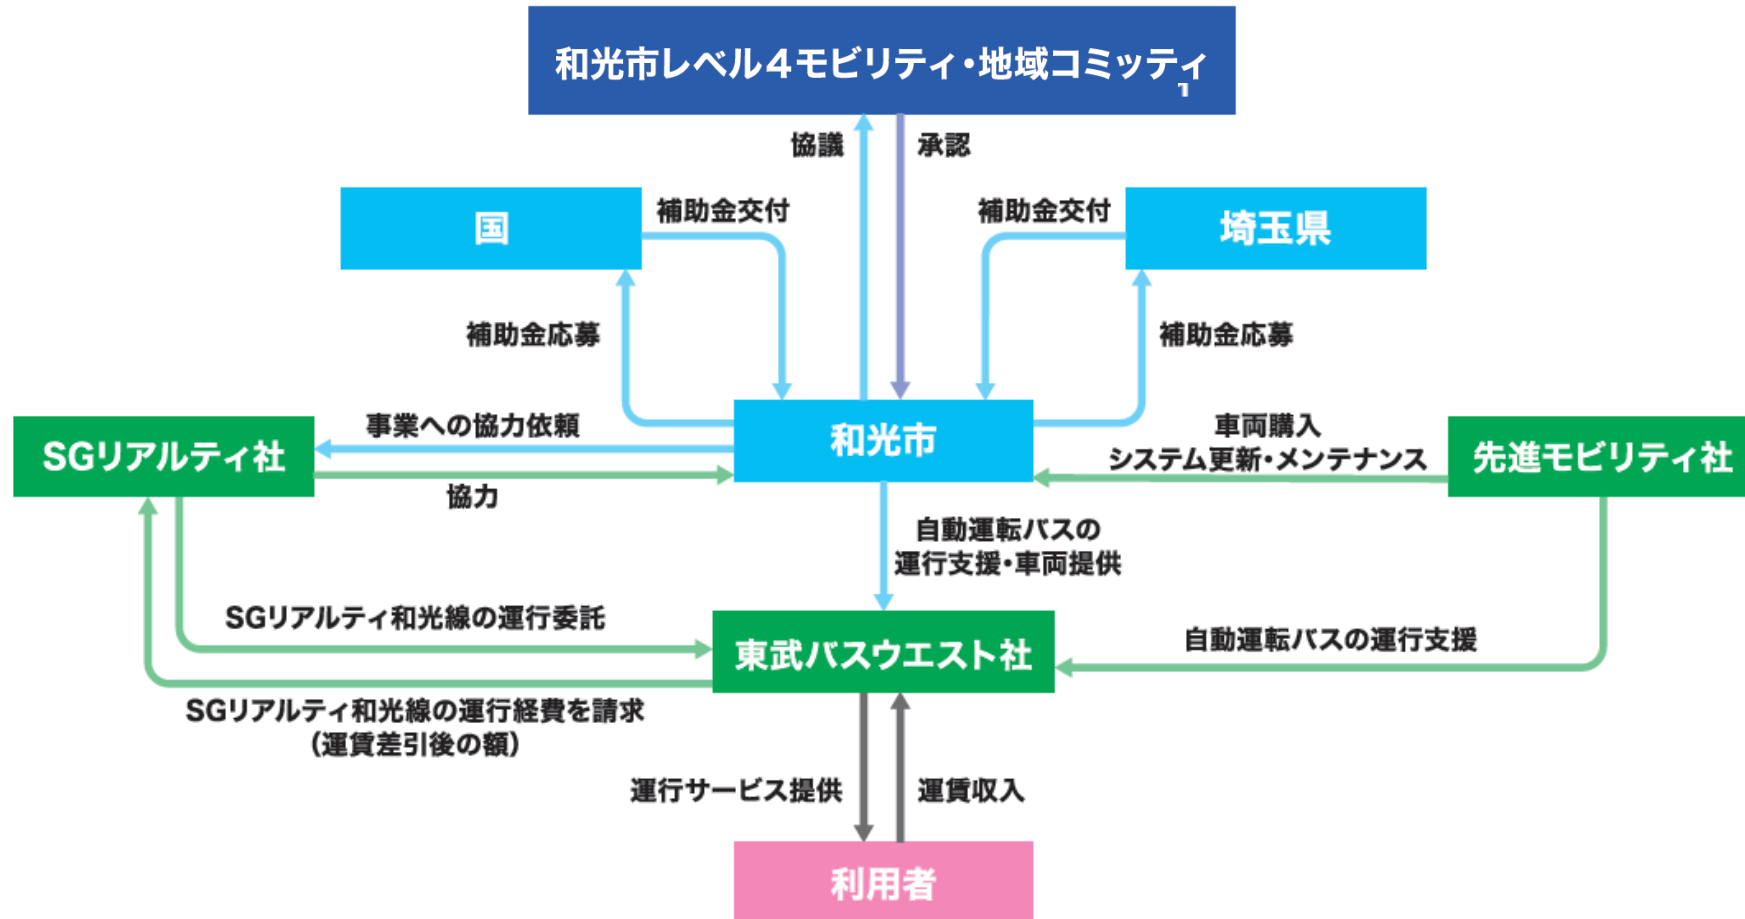 和光市レベル4モビリティ・地域コミッティ
1
協議
承認
国
補助金交付
補助金交付
埼玉県
補助金応募
補助金応募
SGリアルティ社
事業への協力依頼
協力
和光市
車両購入
システム更新・メンテナンス
先進モビリティ社
自動運転バスの
運行支援・車両提供
SGリアルティ和光線の運行委託
東武バスウエスト社
自動運転バスの運行支援
SGリアルティ和光線の運行経費を請求
（運賃差引後の額）
運行サービス提供
運賃収入
利用者